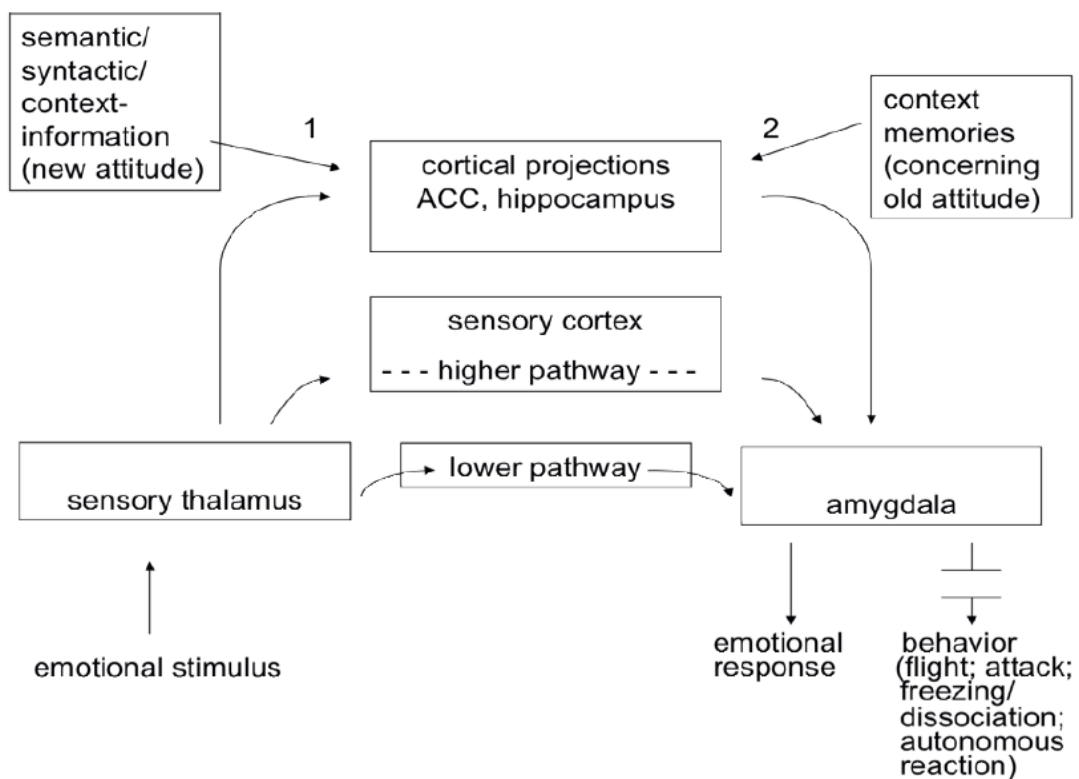 semantic/
syntactic/
context-
information
(new attitude)
1
2
context
memories
(concerning
old attitude)
cortical projections
ACC, hippocampus
sensory cortex
- - - higher pathway - - -
lower pathway
sensory thalamus
amygdala
emotional stimulus
emotional
response
behavior
(flight; attack;
freezing/
dissociation;
autonomous
reaction)